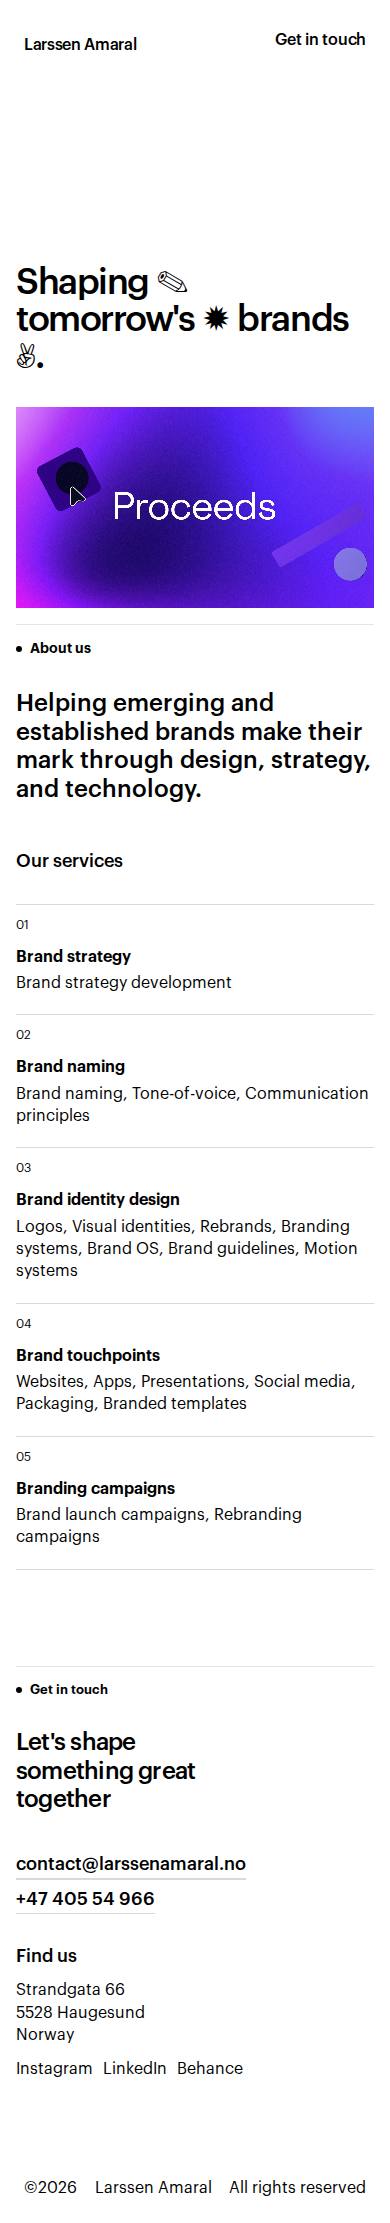 Larssen Amaral
Get in touch
Shaping ✎
tomorrow's ✹ brands
✌.
Proceeds
About us
Helping emerging and
established brands make their
mark through design, strategy,
and technology.
Our services
01
Brand strategy
Brand strategy development
02
Brand naming
Brand naming, Tone-of-voice, Communication
principles
03
Brand identity design
Logos, Visual identities, Rebrands, Branding
systems, Brand OS, Brand guidelines, Motion
systems
04
Brand touchpoints
Websites, Apps, Presentations, Social media,
Packaging, Branded templates
05
Branding campaigns
Brand launch campaigns, Rebranding
campaigns
Get in touch
Let's shape
something great
together
contact@larssenamaral.no
+47 405 54 966
Find us
Strandgata 66
5528 Haugesund
Norway
Instagram LinkedIn Behance
©2026 Larssen Amaral All rights reserved